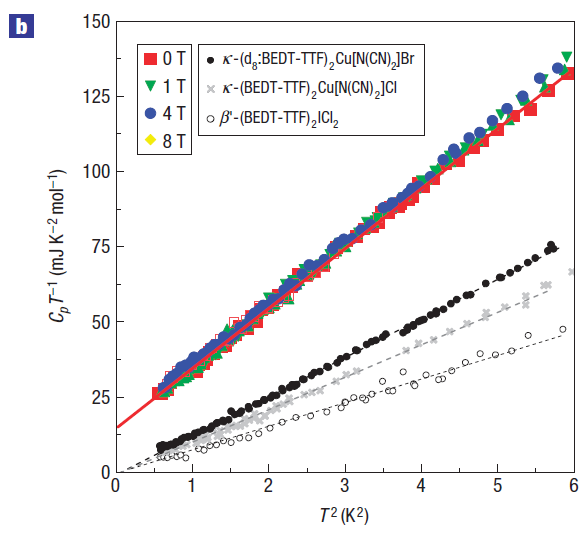 b
150
125
100
75
50
25
0
0 1 2 3 4 5 6
CₚT⁻¹ (mJ K⁻² mol⁻¹)
T² (K²)
0 T
1 T
4 T
8 T
κ-(d₈:BEDT-TTF)₂Cu[N(CN)₂]Br
κ-(BEDT-TTF)₂Cu[N(CN)₂]Cl
β′-(BEDT-TTF)₂ICl₂